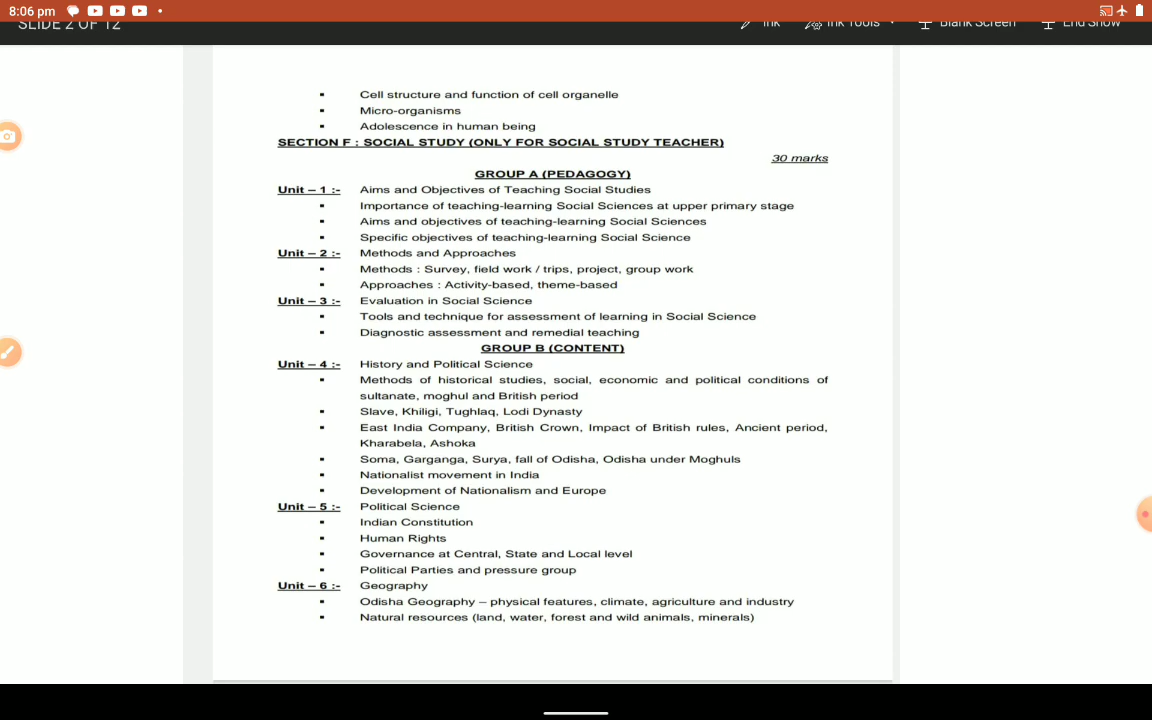 8:06 pm
SLIDE 2 OF 12
Ink
Ink Tools
Blank Screen
End Show
▪ Cell structure and function of cell organelle
▪ Micro-organisms
▪ Adolescence in human being
SECTION F : SOCIAL STUDY (ONLY FOR SOCIAL STUDY TEACHER)
30 marks
GROUP A (PEDAGOGY)
Unit – 1 :- Aims and Objectives of Teaching Social Studies
▪ Importance of teaching-learning Social Sciences at upper primary stage
▪ Aims and objectives of teaching-learning Social Sciences
▪ Specific objectives of teaching-learning Social Science
Unit – 2 :- Methods and Approaches
▪ Methods : Survey, field work / trips, project, group work
▪ Approaches : Activity-based, theme-based
Unit – 3 :- Evaluation in Social Science
▪ Tools and technique for assessment of learning in Social Science
▪ Diagnostic assessment and remedial teaching
GROUP B (CONTENT)
Unit – 4 :- History and Political Science
▪ Methods of historical studies, social, economic and political conditions of
sultanate, moghul and British period
▪ Slave, Khiligi, Tughlaq, Lodi Dynasty
▪ East India Company, British Crown, Impact of British rules, Ancient period,
Kharabela, Ashoka
▪ Soma, Garganga, Surya, fall of Odisha, Odisha under Moghuls
▪ Nationalist movement in India
▪ Development of Nationalism and Europe
Unit – 5 :- Political Science
▪ Indian Constitution
▪ Human Rights
▪ Governance at Central, State and Local level
▪ Political Parties and pressure group
Unit – 6 :- Geography
▪ Odisha Geography – physical features, climate, agriculture and industry
▪ Natural resources (land, water, forest and wild animals, minerals)